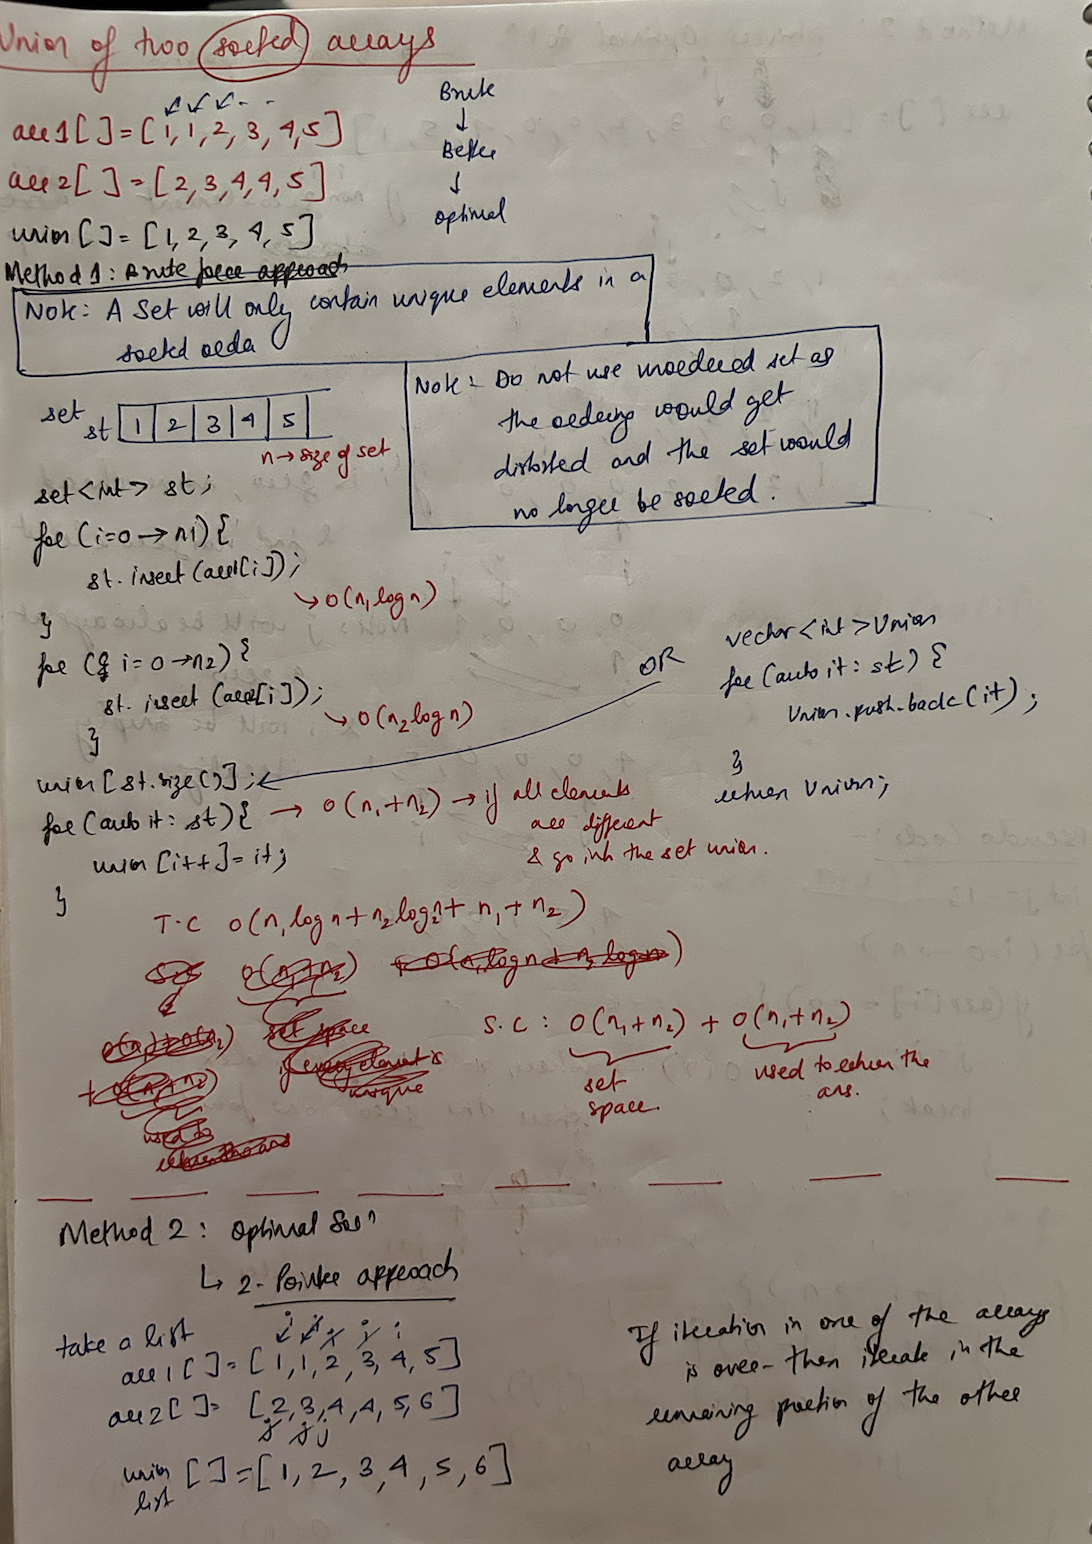 Union of two sorted arrays
Brute
↓
Better
↓
optimal
arr1[] = [1, 1, 2, 3, 4, 5]
arr2[] = [2, 3, 4, 4, 5]
union[] = [1, 2, 3, 4, 5]
Method 1: Brute force approach
Note: A Set will only contain unique elements in a
sorted order
Note: Do not use unordered set as
the ordering would get
distorted and the set would
no longer be sorted.
set st 1 2 3 4 5
n → size of set
set<int> st;
for (i=0 → n1) {
st.insert (arr1[i]);
→ O(n1 log n)
}
for (i=0 → n2) {
st.insert (arr2[i]);
→ O(n2 log n)
}
OR
vector<int> Union
for (auto it: st) {
Union.push-back(it);
}
return Union;
union [st.size()];
for (auto it: st) { → O(n1+n2) → if all elements
are different
& go into the set union.
union [i++] = it;
}
T.C O(n1 log n + n2 log n + n1 + n2)
S.C : O(n1+n2) + O(n1+n2)
set
space.
used to return the
ans.
Method 2: Optimal Sol^n
↳ 2-Pointer approach
take a list
arr1[] = [1, 1, 2, 3, 4, 5]
arr2[] = [2, 3, 4, 4, 5, 6]
union list [] = [1, 2, 3, 4, 5, 6]
If iteration in one of the arrays
is over - then iterate in the
remaining portion of the other
array